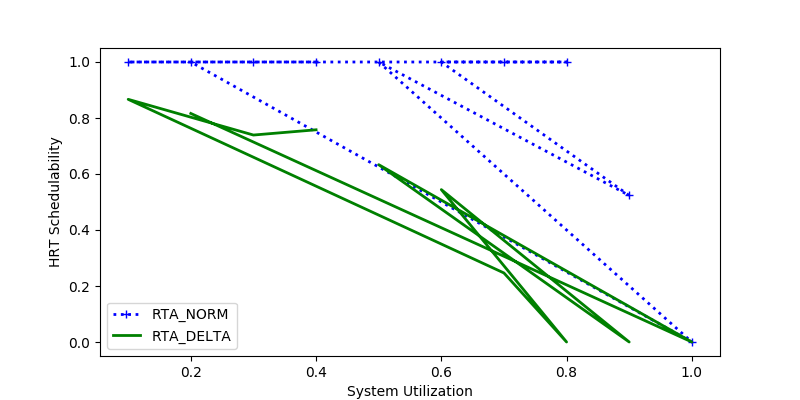 1.0
0.8
0.6
0.4
0.2
0.0
HRT Schedulability
RTA_NORM
RTA_DELTA
0.2 0.4 0.6 0.8 1.0
System Utilization